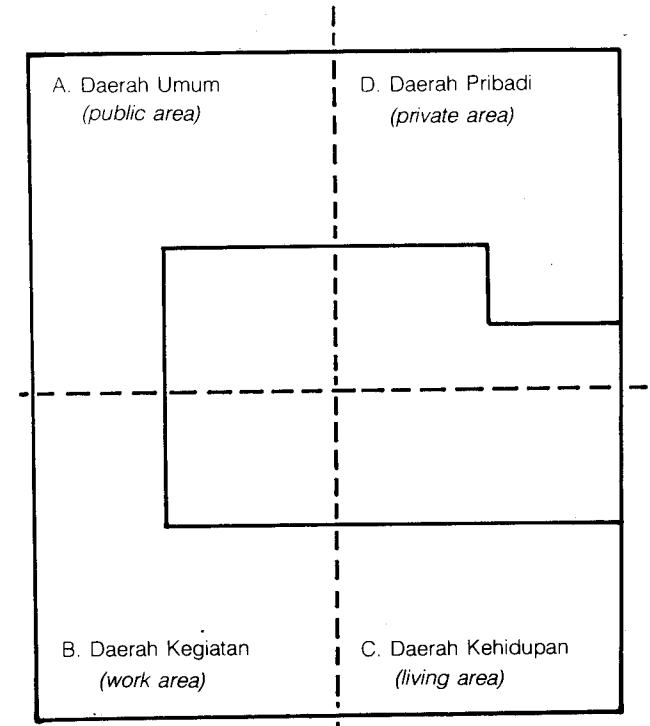 A. Daerah Umum
(public area)
D. Daerah Pribadi
(private area)
B. Daerah Kegiatan
(work area)
C. Daerah Kehidupan
(living area)